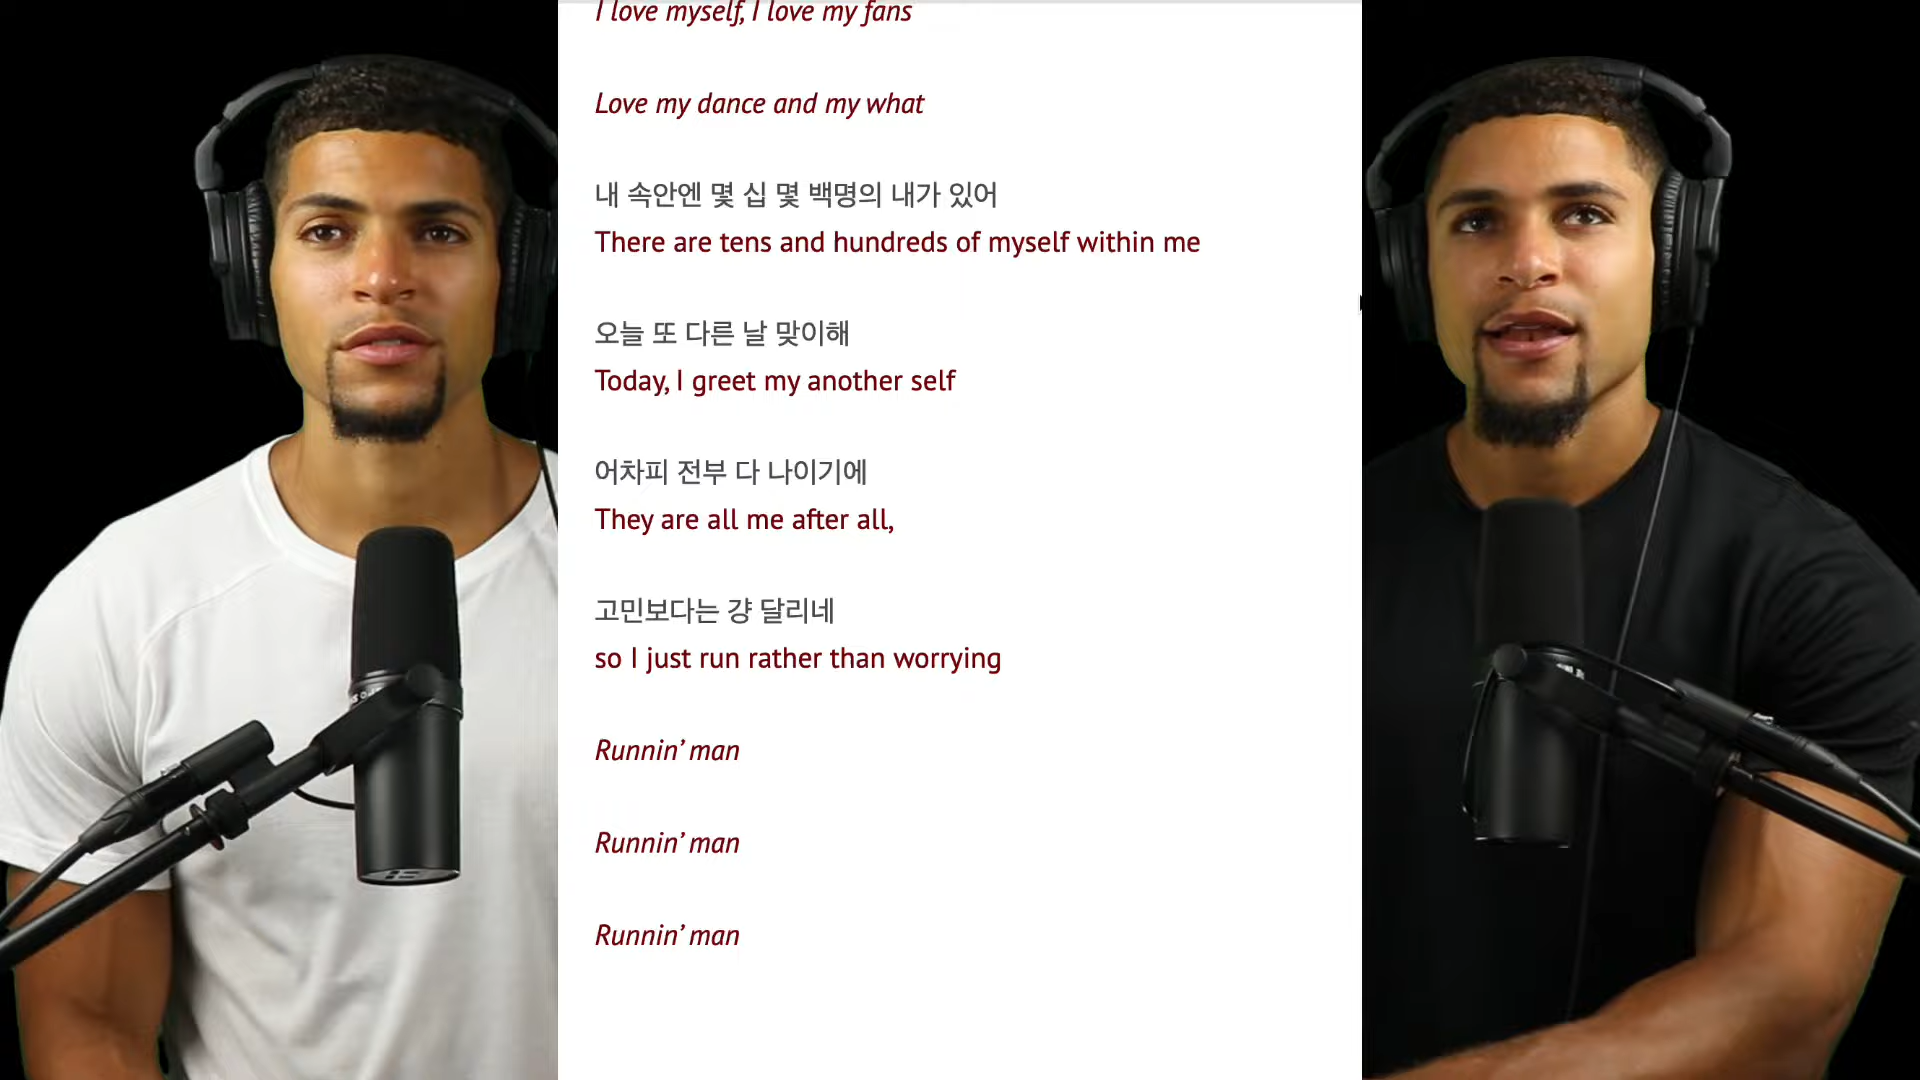 I love myself, I love my fans
Love my dance and my what
내 속안엔 몇 십 몇 백명의 내가 있어
There are tens and hundreds of myself within me
오늘 또 다른 날 맞이해
Today, I greet my another self
어차피 전부 다 나이기에
They are all me after all,
고민보다는 걍 달리네
so I just run rather than worrying
Runnin’ man
Runnin’ man
Runnin’ man